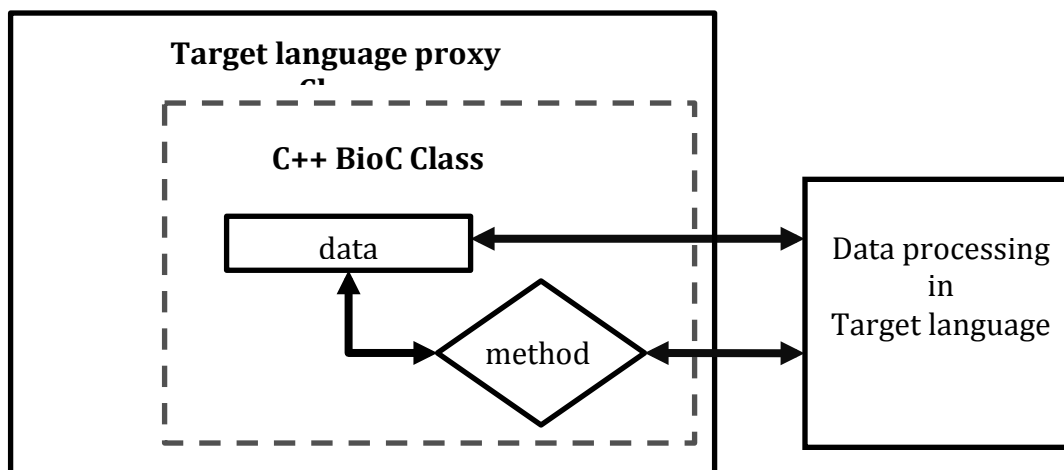 Target language proxy
C++ BioC Class
data
method
Data processing
in
Target language